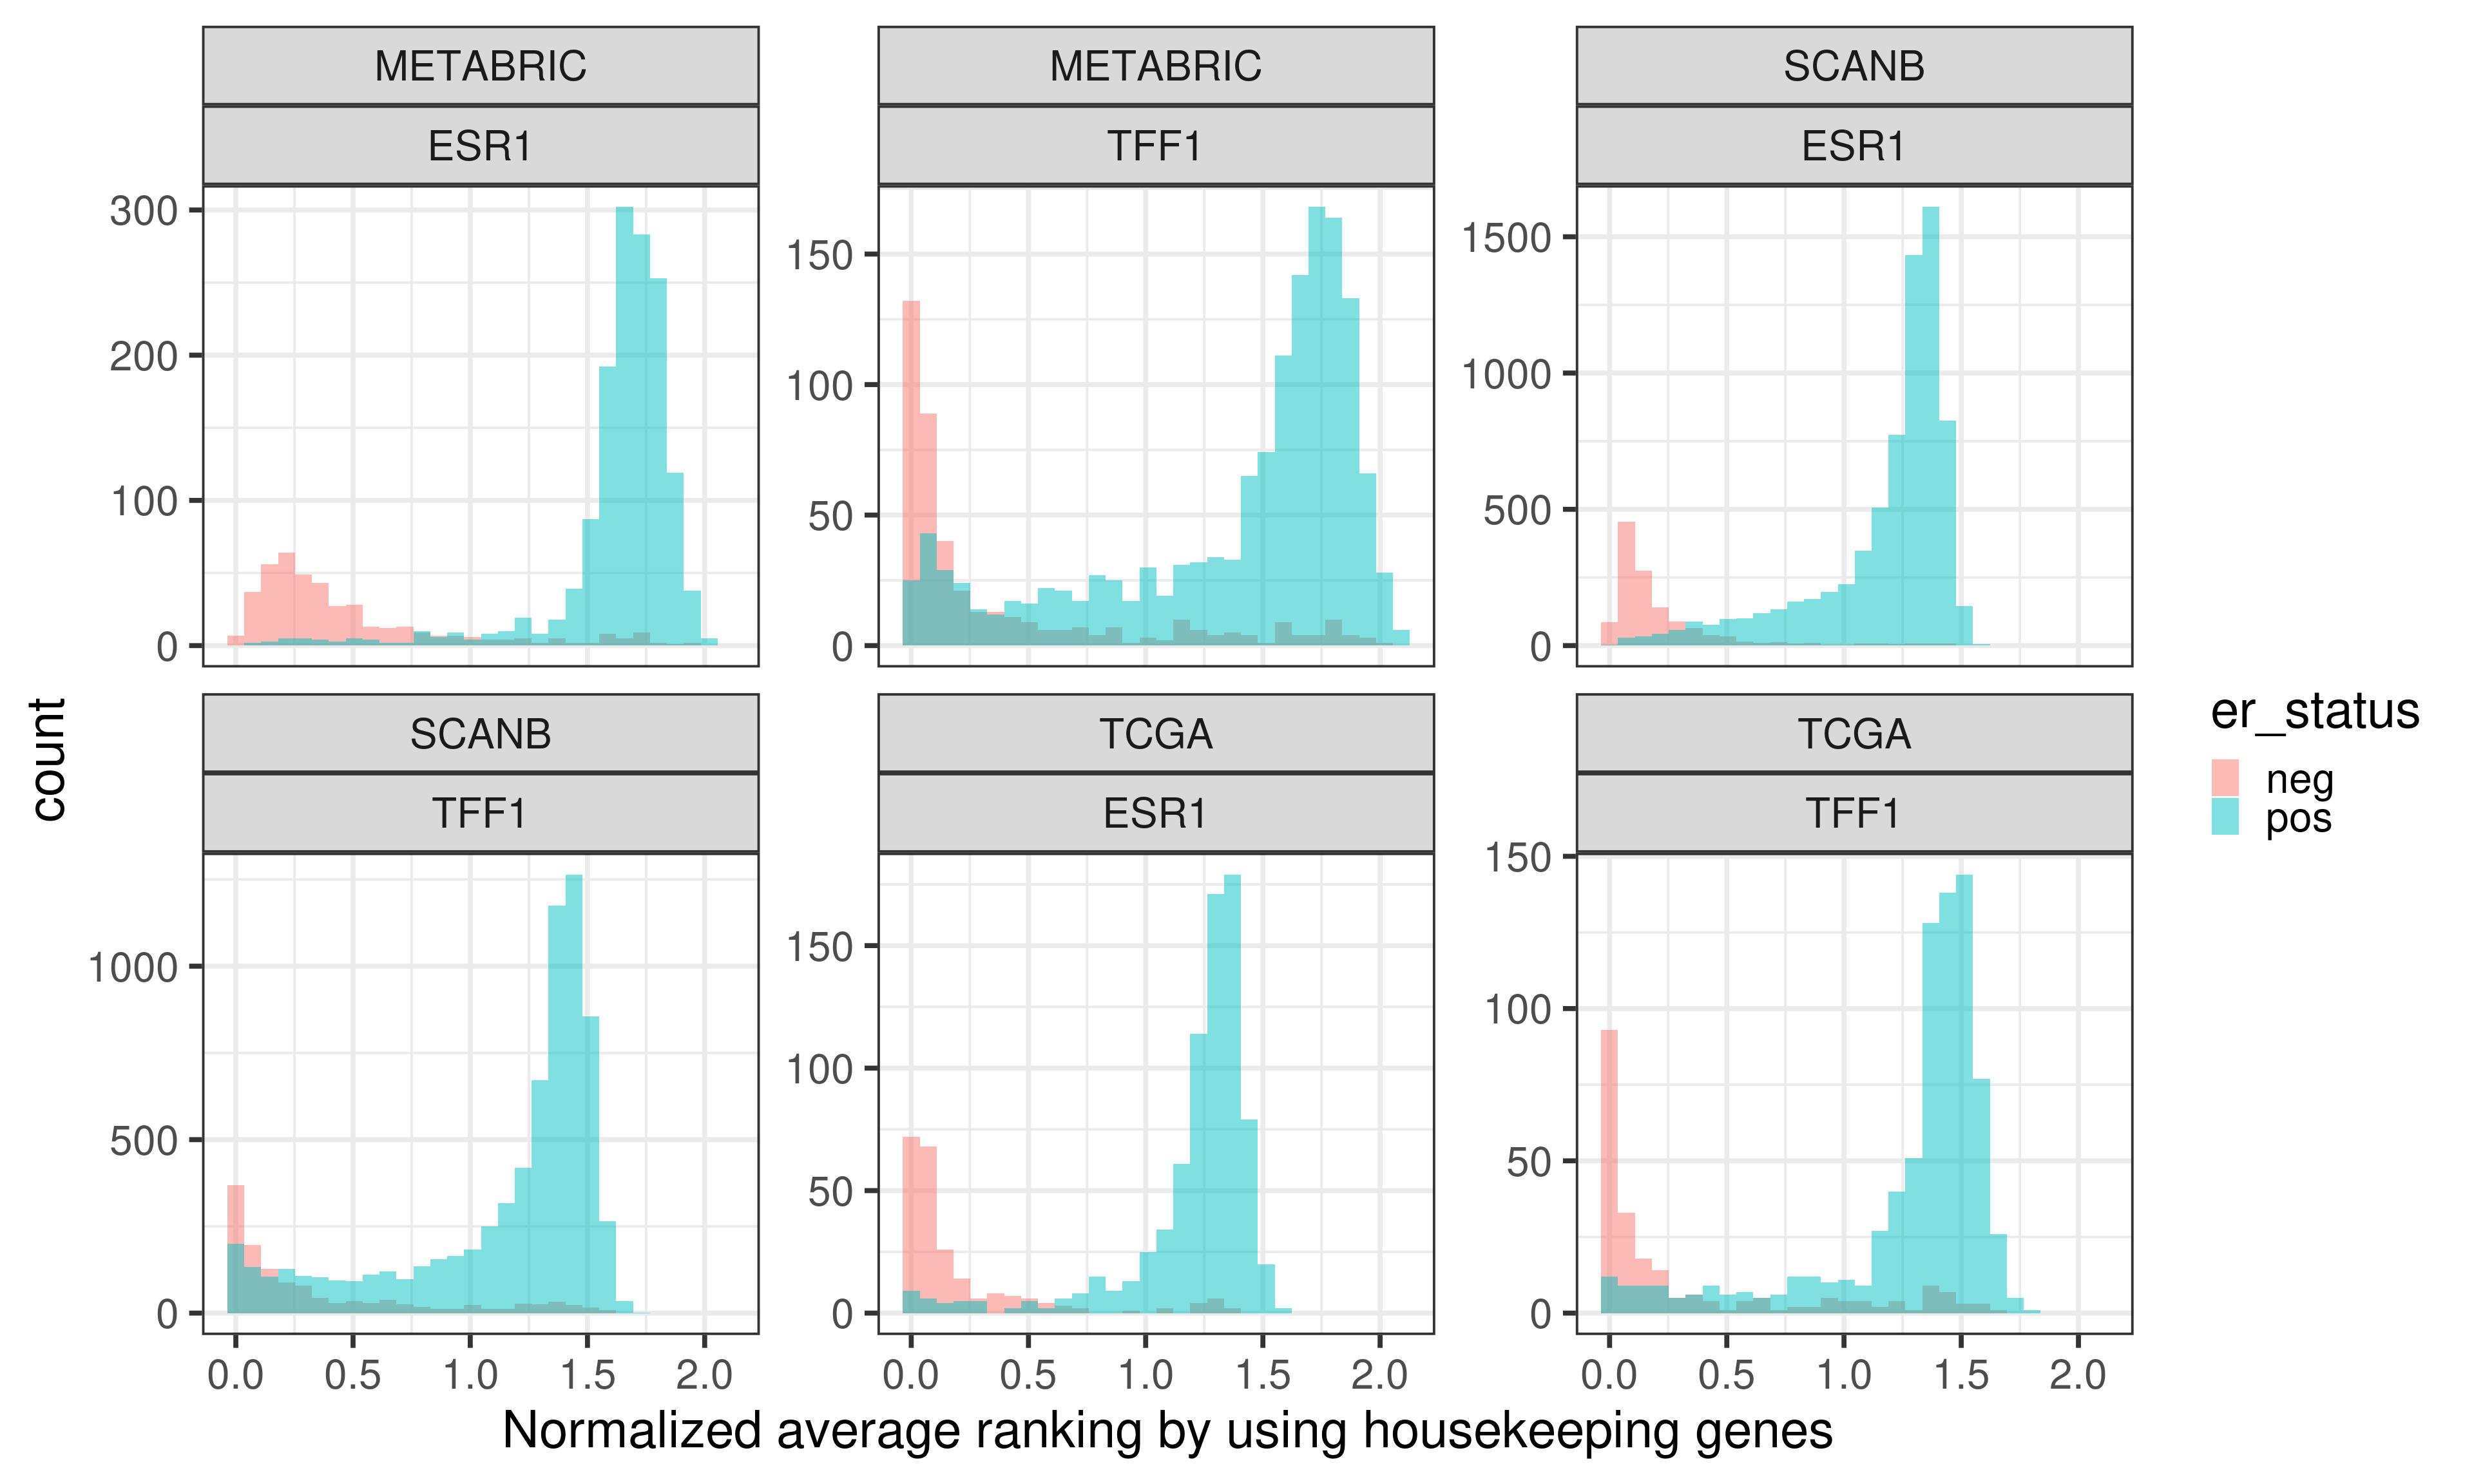 METABRIC METABRIC SCANB
ESR1 TFF1 ESR1
300 200 100 0
150 100 50 0
1500 1000 500 0
SCANB TCGA TCGA
TFF1 ESR1 TFF1
1000 500 0
150 100 50 0
150 100 50 0
0.0 0.5 1.0 1.5 2.0 0.0 0.5 1.0 1.5 2.0 0.0 0.5 1.0 1.5 2.0
count
Normalized average ranking by using housekeeping genes
er_status
neg
pos